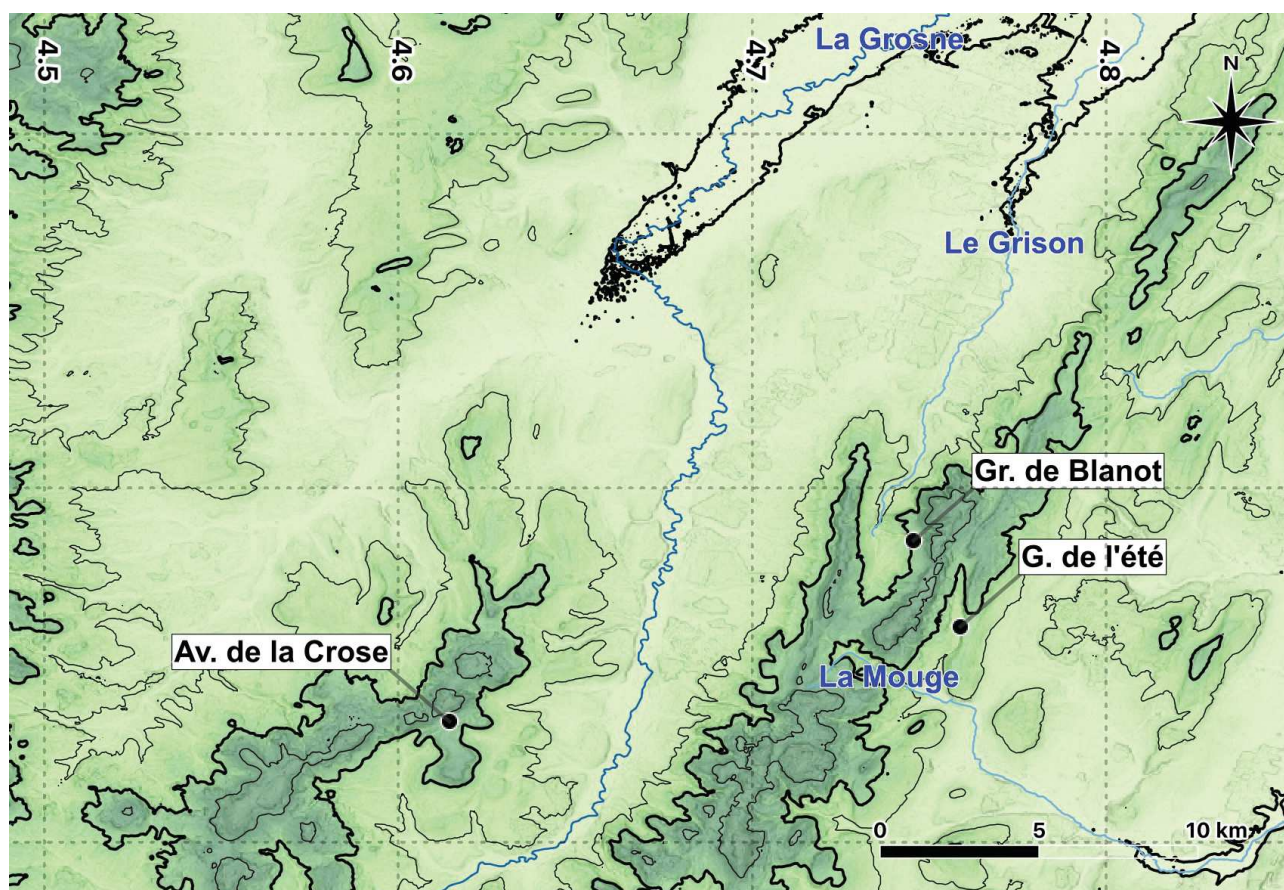 4.5
4.6
4.7
4.8
La Grosne
N
Le Grison
Gr. de Blanot
G. de l'été
Av. de la Crose
La Mouge
0 5 10 km